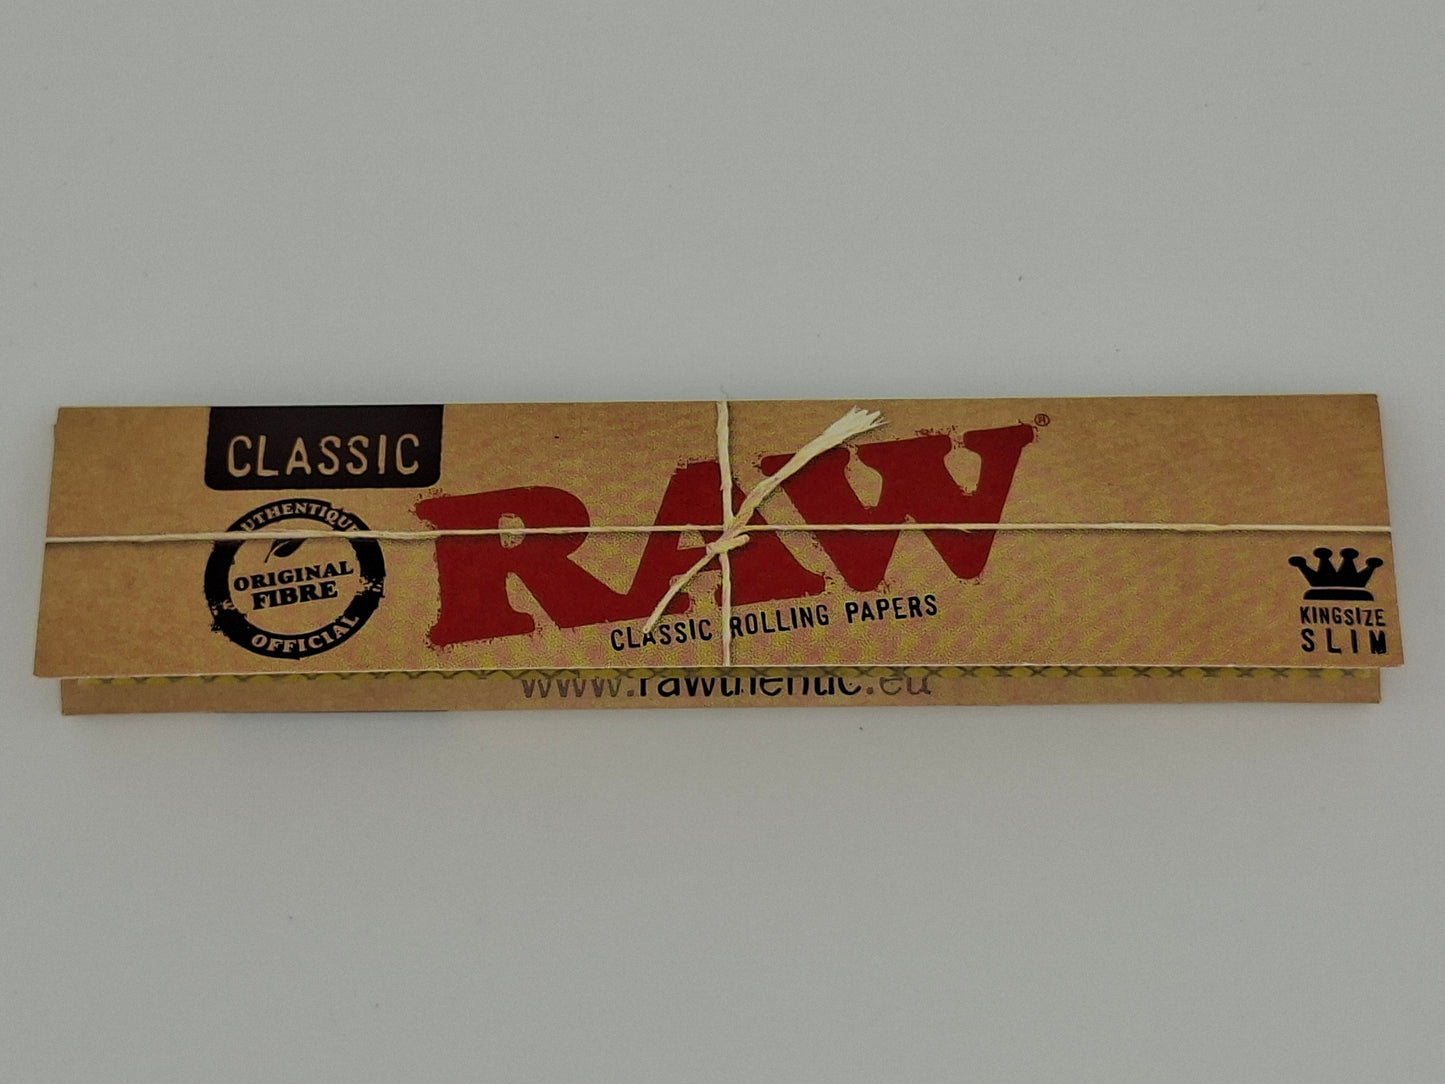 CLASSIC
AUTHENTIQUE
ORIGINAL
FIBRE
OFFICIAL
RAW®
CLASSIC ROLLING PAPERS
KINGSIZE
SLIM
www.rawthentic.eu